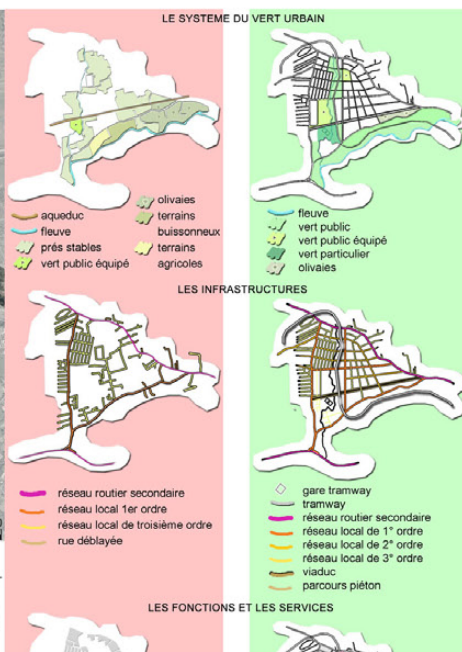 LE SYSTEME DU VERT URBAIN
aqueduc
fleuve
prés stables
vert public équipé
olivaies
terrains
buissonneux
terrains
agricoles
fleuve
vert public
vert public équipé
vert particulier
olivaies
LES INFRASTRUCTURES
réseau routier secondaire
réseau local 1er ordre
réseau local de troisième ordre
rue déblayée
gare tramway
tramway
réseau routier secondaire
réseau local de 1° ordre
réseau local de 2° ordre
réseau local de 3° ordre
viaduc
parcours piéton
LES FONCTIONS ET LES SERVICES